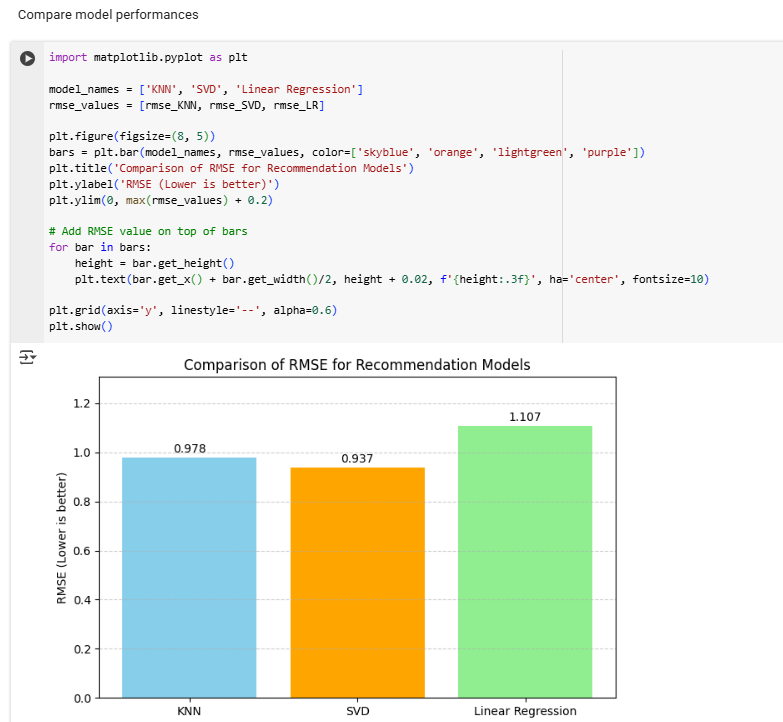 Compare model performances
import matplotlib.pyplot as plt
model_names = ['KNN', 'SVD', 'Linear Regression']
rmse_values = [rmse_KNN, rmse_SVD, rmse_LR]
plt.figure(figsize=(8, 5))
bars = plt.bar(model_names, rmse_values, color=['skyblue', 'orange', 'lightgreen', 'purple'])
plt.title('Comparison of RMSE for Recommendation Models')
plt.ylabel('RMSE (Lower is better)')
plt.ylim(0, max(rmse_values) + 0.2)
# Add RMSE value on top of bars
for bar in bars:
    height = bar.get_height()
    plt.text(bar.get_x() + bar.get_width()/2, height + 0.02, f'{height:.3f}', ha='center', fontsize=10)
plt.grid(axis='y', linestyle='--', alpha=0.6)
plt.show()
Comparison of RMSE for Recommendation Models
RMSE (Lower is better)
1.2
1.0
0.8
0.6
0.4
0.2
0.0
0.978
0.937
1.107
KNN
SVD
Linear Regression